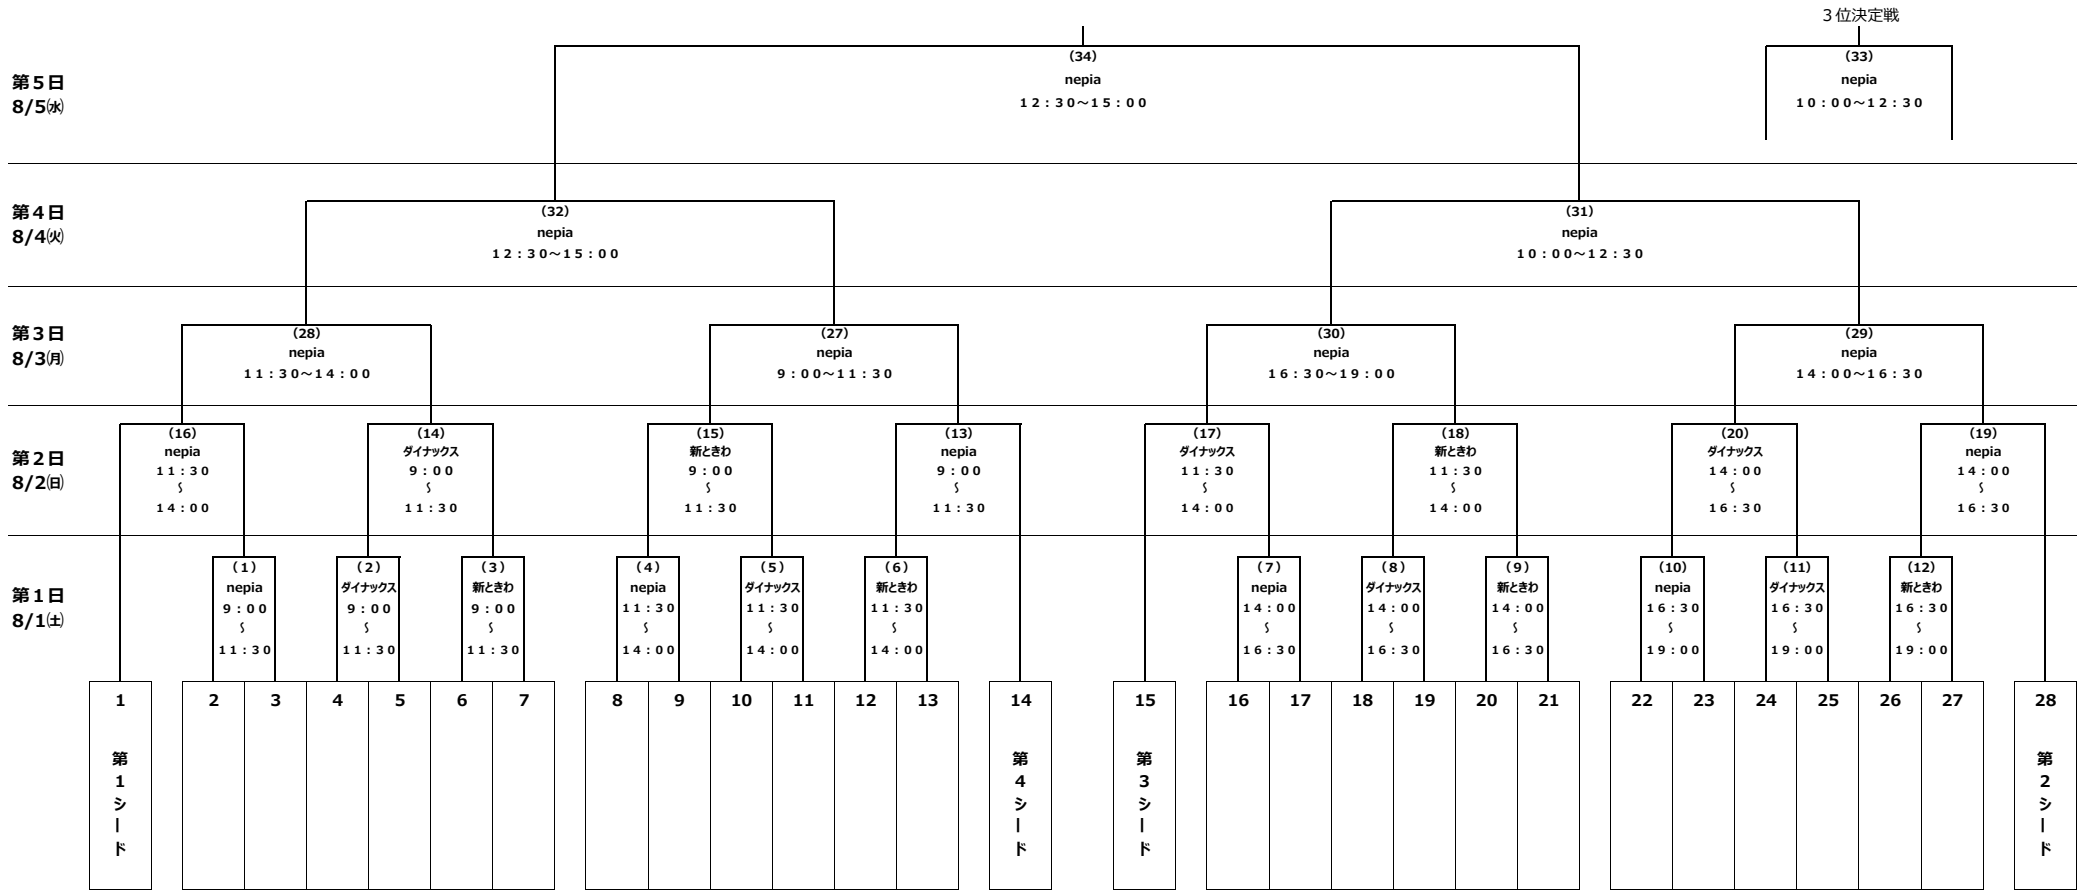 ３位決定戦
第５日
8/5㈬
（34）
nepia
１２：３０～１５：００
（33）
nepia
１０：００～１２：３０
第４日
8/4㈫
（32）
nepia
１２：３０～１５：００
（31）
nepia
１０：００～１２：３０
第３日
8/3㈪
（28）
nepia
１１：３０～１４：００
（27）
nepia
９：００～１１：３０
（30）
nepia
１６：３０～１９：００
（29）
nepia
１４：００～１６：３０
第２日
8/2㈰
（16）
nepia
１１：３０
～
１４：００
（14）
ダイナックス
９：００
～
１１：３０
（15）
新ときわ
９：００
～
１１：３０
（13）
nepia
９：００
～
１１：３０
（17）
ダイナックス
１１：３０
～
１４：００
（18）
新ときわ
１１：３０
～
１４：００
（20）
ダイナックス
１４：００
～
１６：３０
（19）
nepia
１４：００
～
１６：３０
第１日
8/1㈯
（1）
nepia
９：００
～
１１：３０
（2）
ダイナックス
９：００
～
１１：３０
（3）
新ときわ
９：００
～
１１：３０
（4）
nepia
１１：３０
～
１４：００
（5）
ダイナックス
１１：３０
～
１４：００
（6）
新ときわ
１１：３０
～
１４：００
（7）
nepia
１４：００
～
１６：３０
（8）
ダイナックス
１４：００
～
１６：３０
（9）
新ときわ
１４：００
～
１６：３０
（10）
nepia
１６：３０
～
１９：００
（11）
ダイナックス
１６：３０
～
１９：００
（12）
新ときわ
１６：３０
～
１９：００
1 2 3 4 5 6 7 8 9 10 11 12 13 14 15 16 17 18 19 20 21 22 23 24 25 26 27 28
第１シード
第４シード
第３シード
第２シード